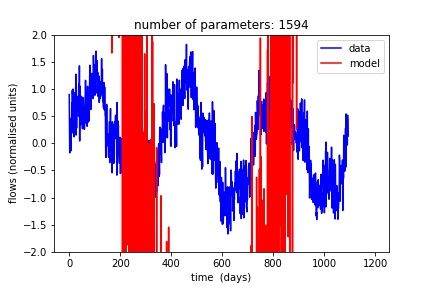 number of parameters: 1594
data
model
flows (normalised units)
2.0
1.5
1.0
0.5
0.0
−0.5
−1.0
−1.5
−2.0
0 200 400 600 800 1000 1200
time (days)